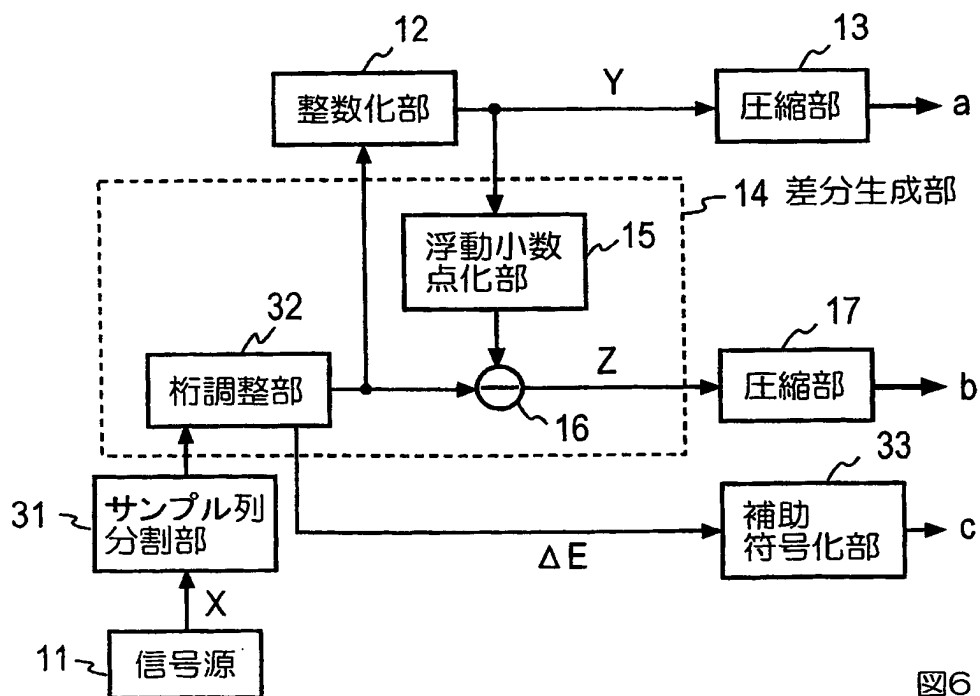 12
整数化部
Y
13
圧縮部
a
14 差分生成部
浮動小数
点化部
15
32
桁調整部
16
Z
17
圧縮部
b
31
サンプル列
分割部
ΔE
33
補助
符号化部
c
X
11
信号源
図6